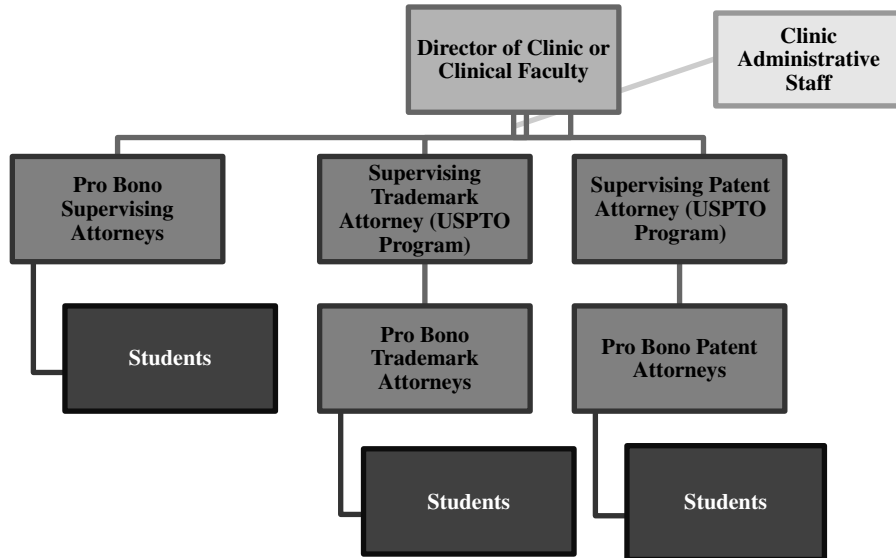 Director of Clinic or
Clinical Faculty
Clinic
Administrative
Staff
Pro Bono
Supervising
Attorneys
Supervising
Trademark
Attorney (USPTO
Program)
Supervising Patent
Attorney (USPTO
Program)
Students
Pro Bono
Trademark
Attorneys
Pro Bono Patent
Attorneys
Students
Students